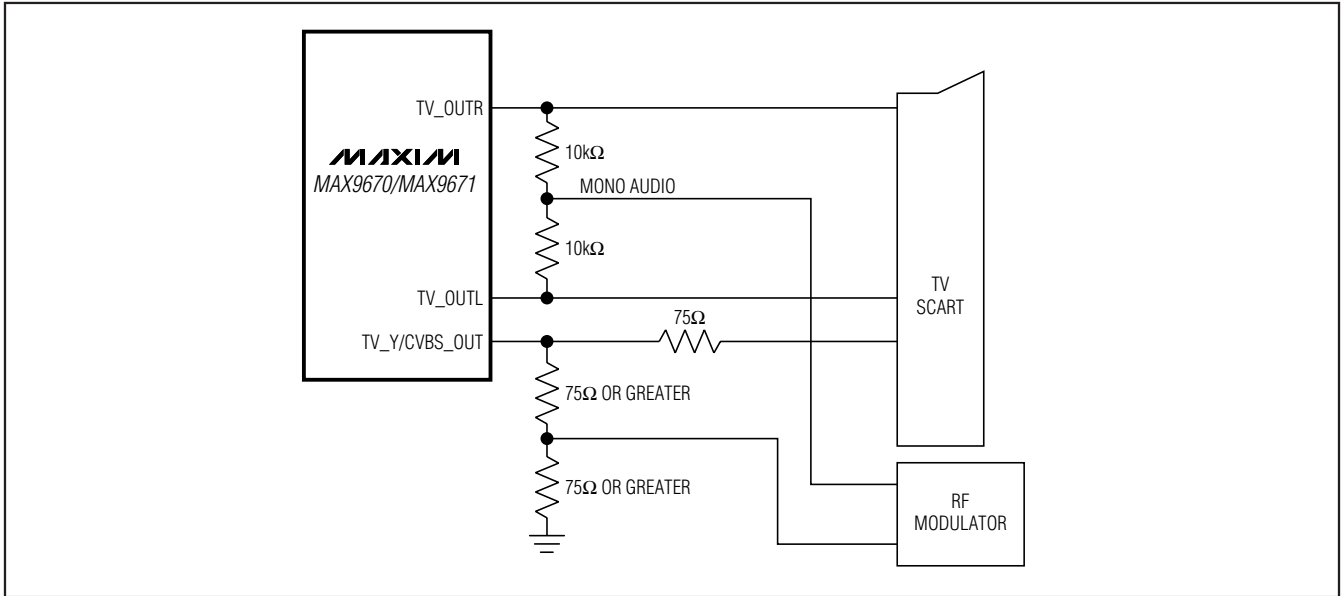 TV_OUTR
10kΩ
MAXIM
MAX9670/MAX9671
MONO AUDIO
10kΩ
TV_OUTL
TV
SCART
75Ω
TV_Y/CVBS_OUT
75Ω OR GREATER
75Ω OR GREATER
RF
MODULATOR